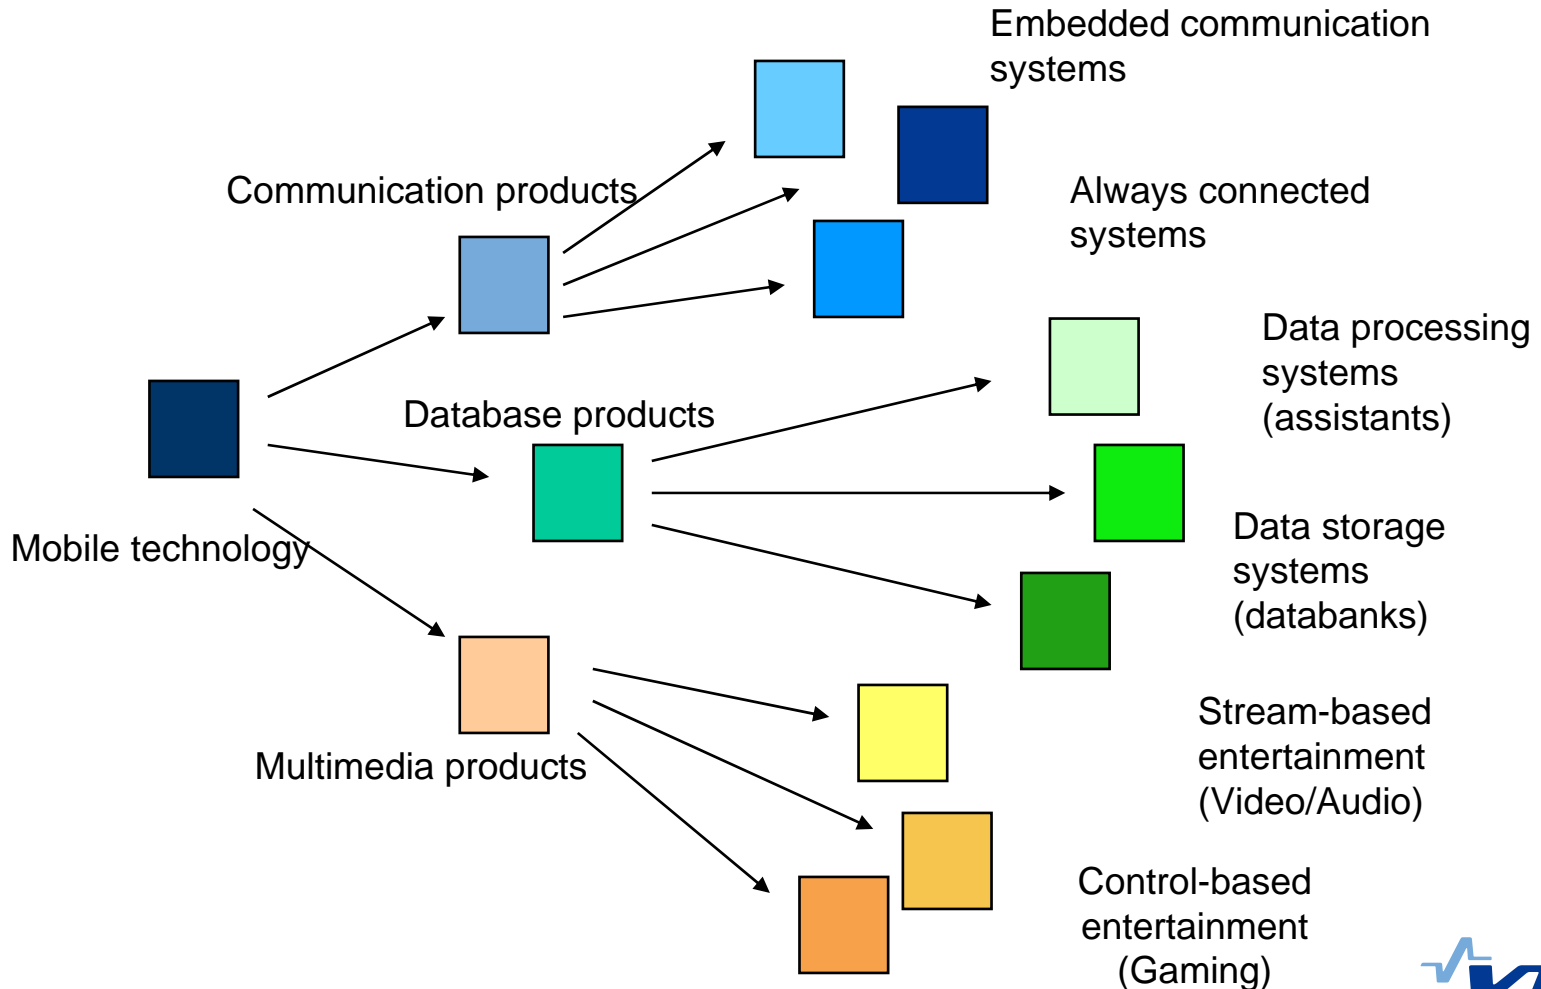 Embedded communication
systems
Communication products
Always connected
systems
Data processing
systems
(assistants)
Database products
Mobile technology
Data storage
systems
(databanks)
Multimedia products
Stream-based
entertainment
(Video/Audio)
Control-based
entertainment
(Gaming)